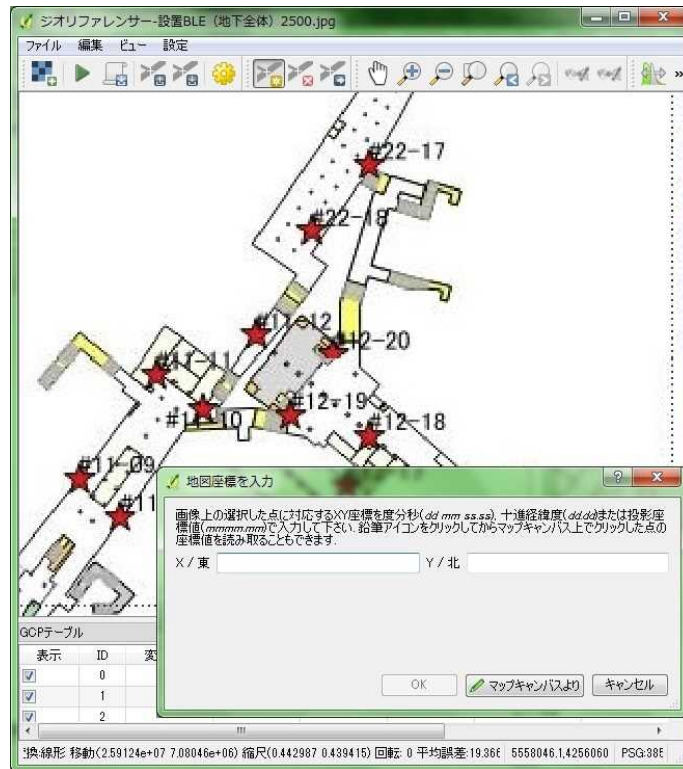 ジオリファレンサー-設置BLE（地下全体）2500.jpg
ファイル 編集 ビュー 設定
#22-17
#22-18
#11-12
#12-20
#11-11
#11-10
#12-19
#12-18
#11-09
#11
地図座標を入力
画像上の選択した点に対応するXY座標を度分秒(dd mm ss.ss), 十進経緯度(dd.dd)または投影座
標値(mmmm.mm)で入力して下さい. 鉛筆アイコンをクリックしてからマップキャンバス上でクリックした点の
座標値を読み取ることもできます.
X / 東 Y / 北
OK マップキャンバスより キャンセル
GCPテーブル
表示 ID 変
0
1
2
換:線形 移動(2.59124e+07 7.08046e+06) 縮尺(0.442987 0.439415) 回転: 0 平均誤差:19.366 5558046.1,4256060 PSG:385